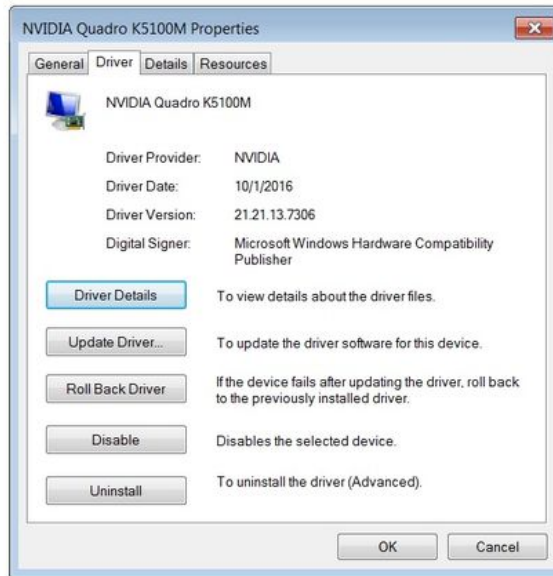 NVIDIA Quadro K5100M Properties
General Driver Details Resources
NVIDIA Quadro K5100M
Driver Provider: NVIDIA
Driver Date: 10/1/2016
Driver Version: 21.21.13.7306
Digital Signer: Microsoft Windows Hardware Compatibility
Publisher
Driver Details To view details about the driver files.
Update Driver... To update the driver software for this device.
Roll Back Driver If the device fails after updating the driver, roll back
to the previously installed driver.
Disable Disables the selected device.
Uninstall To uninstall the driver (Advanced).
OK Cancel